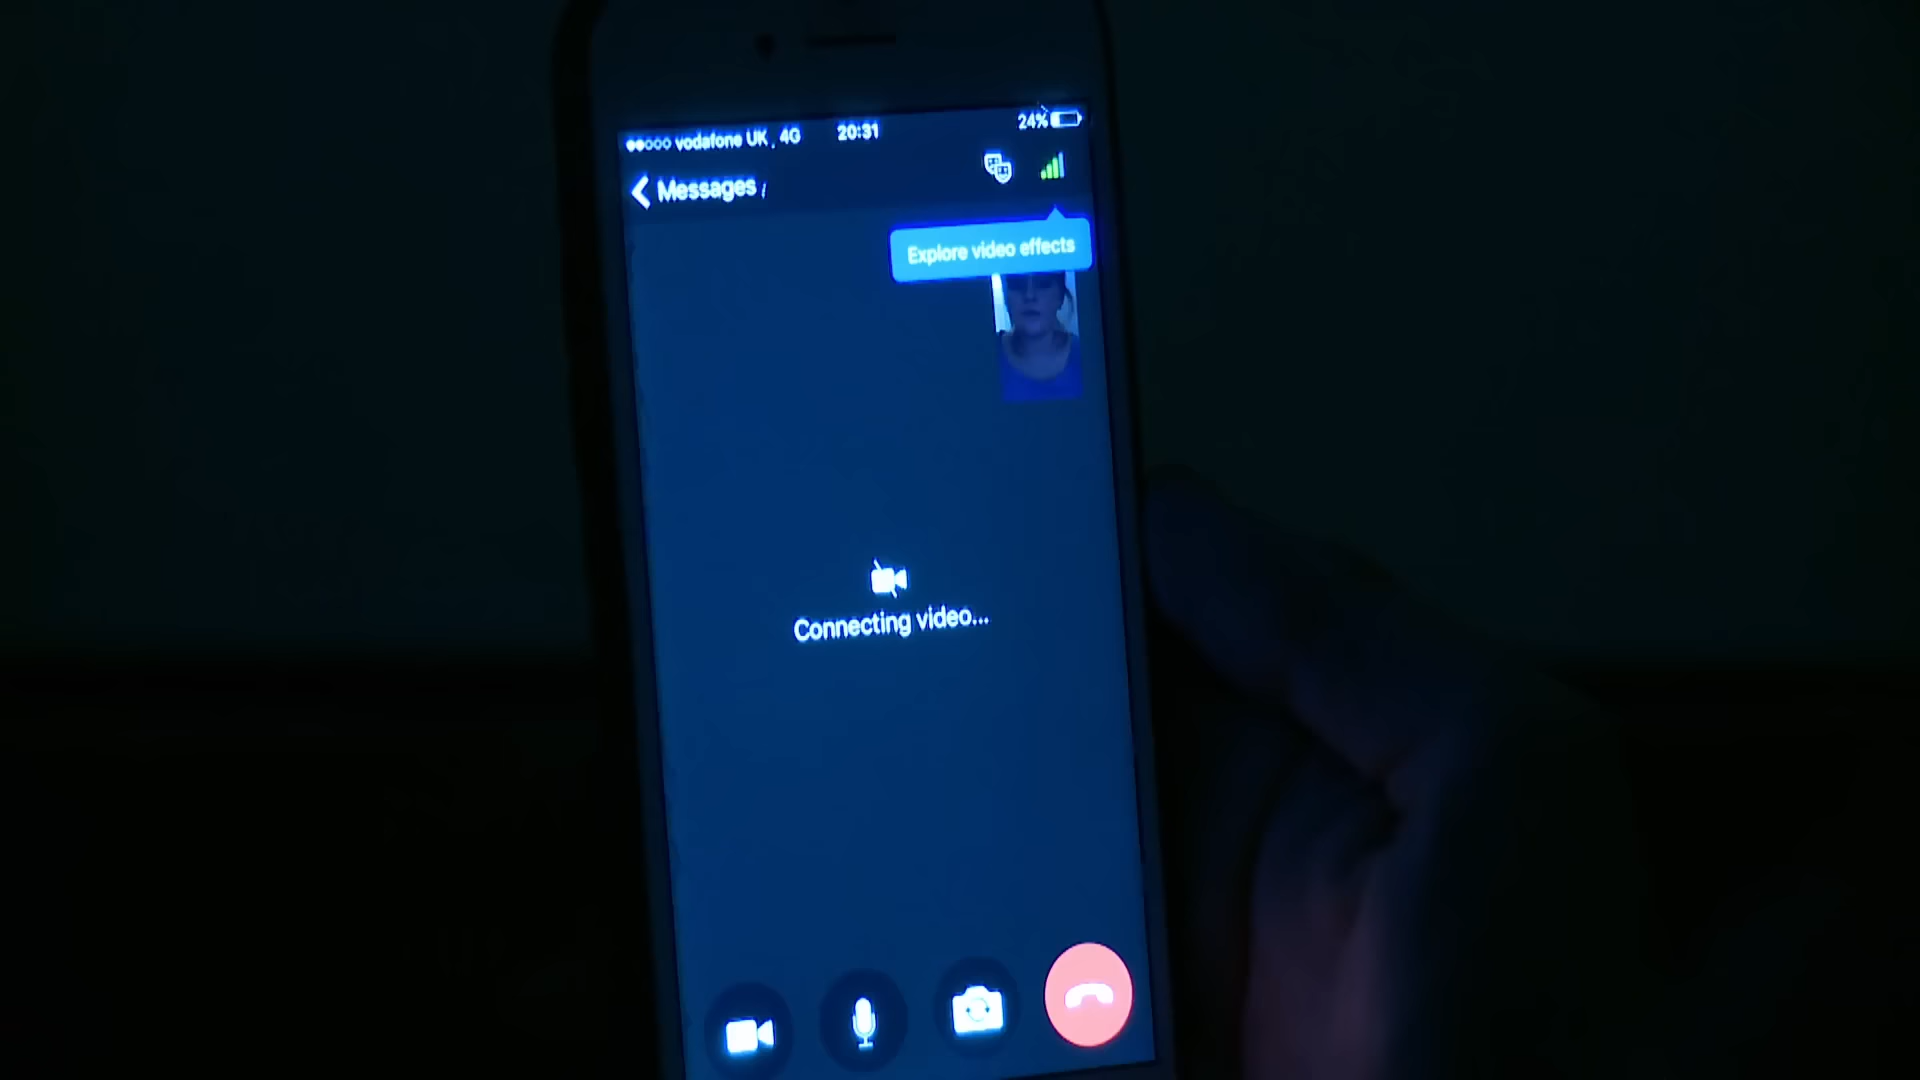 vodafone UK 4G 20:31 24%
Messages
Explore video effects
Connecting video...